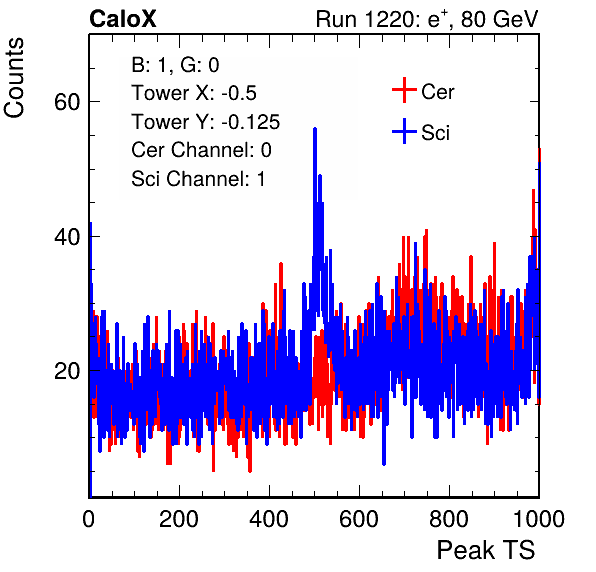 CaloX Run 1220: e+, 80 GeV
B: 1, G: 0
Tower X: -0.5
Tower Y: -0.125
Cer Channel: 0
Sci Channel: 1
Cer
Sci
Counts
60
40
20
0 200 400 600 800 1000
Peak TS